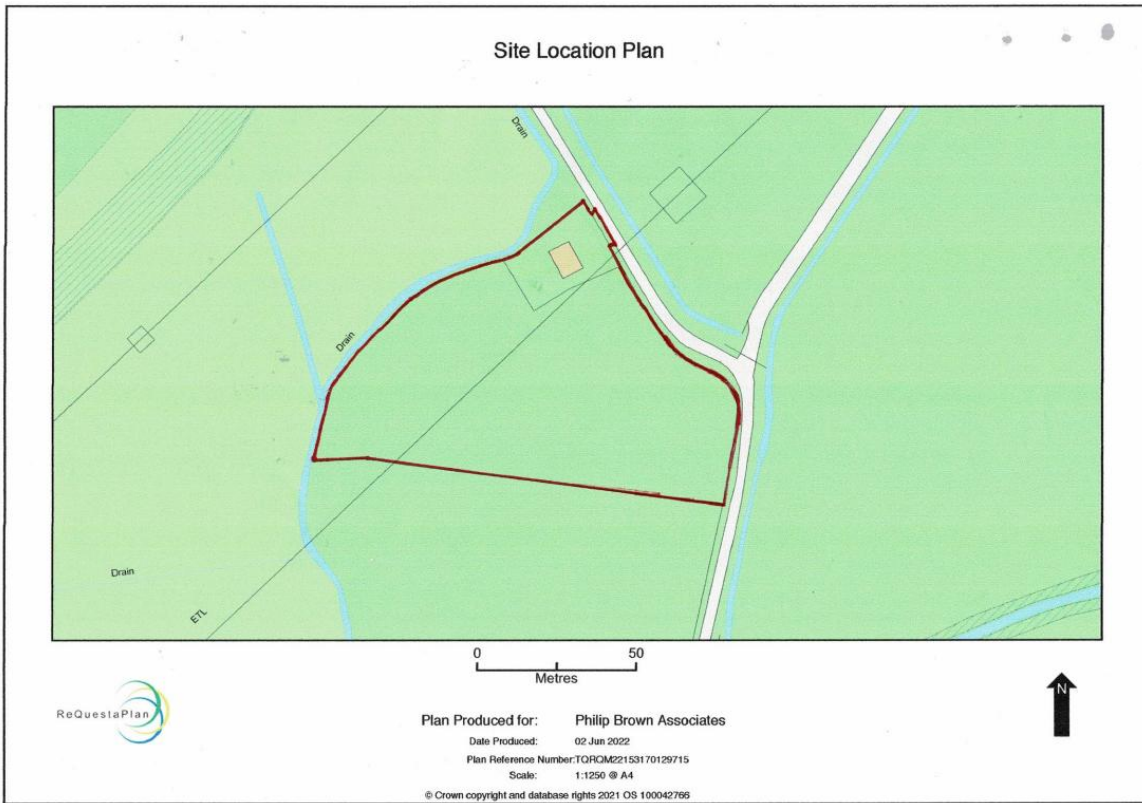 Site Location Plan
Drain
Drain
Drain
ETL
0 50
Metres
N
ReQuestaPlan
Plan Produced for: Philip Brown Associates
Date Produced: 02 Jun 2022
Plan Reference Number:TQRQM22153170129715
Scale: 1:1250 @ A4
© Crown copyright and database rights 2021 OS 100042766